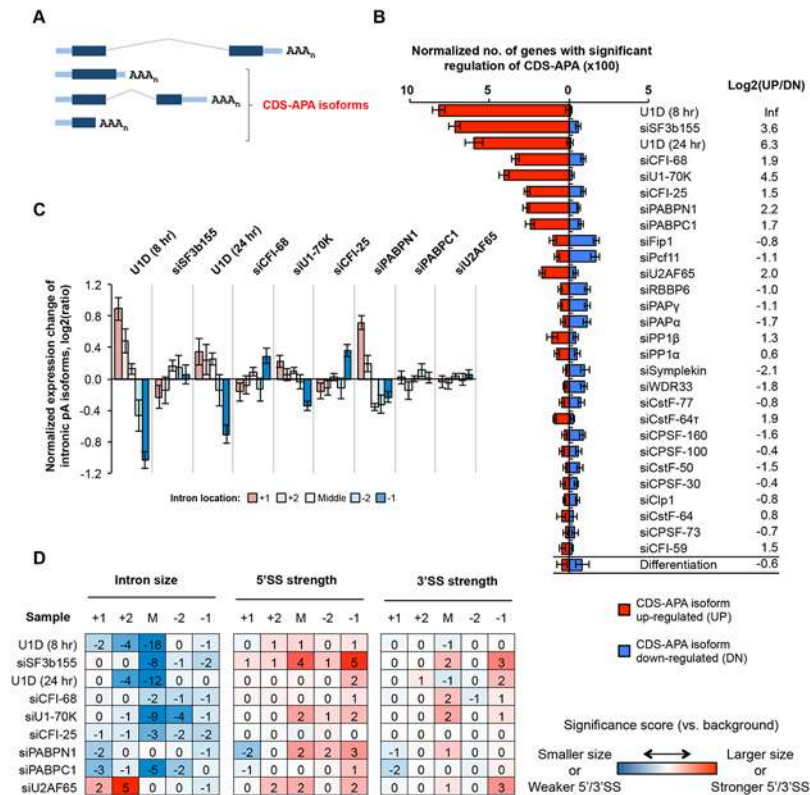 A
AAAn
AAAn
AAAn
AAAn
CDS-APA isoforms
B
Normalized no. of genes with significant
regulation of CDS-APA (x100)
Log2(UP/DN)
10 5 0 5
U1D (8 hr) Inf
siSF3b155 3.6
U1D (24 hr) 6.3
siCFI-68 1.9
siU1-70K 4.5
siCFI-25 1.5
siPABPN1 2.2
siPABPC1 1.7
siFip1 -0.8
siPcf11 -1.1
siU2AF65 2.0
siRBBP6 -1.0
siPAPγ -1.1
siPAPα -1.7
siPP1β 1.3
siPP1α 0.6
siSymplekin -2.1
siWDR33 -1.8
siCstF-77 -0.8
siCstF-64τ 1.9
siCPSF-160 -1.6
siCPSF-100 -0.4
siCstF-50 -1.5
siCPSF-30 -0.4
siClp1 -0.8
siCstF-64 0.8
siCPSF-73 -0.7
siCFI-59 1.5
Differentiation -0.6
CDS-APA isoform
up-regulated (UP)
CDS-APA isoform
down-regulated (DN)
C
U1D (8 hr) siSF3b155 U1D (24 hr) siCFI-68 siU1-70K siCFI-25 siPABPN1 siPABPC1 siU2AF65
Normalized expression change of
intronic pA isoforms, log2(ratio)
1.2
0.8
0.4
0.0
-0.4
-0.8
-1.2
Intron location: +1 +2 Middle -2 -1
D
Intron size 5'SS strength 3'SS strength
Sample +1 +2 M -2 -1 +1 +2 M -2 -1 +1 +2 M -2 -1
U1D (8 hr) -2 -4 -18 0 -1 0 1 1 1 1 0 0 -1 0 0
siSF3b155 0 0 -8 -1 -2 1 1 4 1 5 0 0 2 0 3
U1D (24 hr) 0 -4 -12 0 0 0 0 0 0 2 0 1 -1 0 2
siCFI-68 0 0 -2 -1 -1 0 0 0 0 0 0 0 2 -1 0
siU1-70K 0 -1 -9 -4 -1 0 0 2 1 2 0 0 2 0 1
siCFI-25 -1 -1 -3 -2 -2 0 0 0 0 0 0 0 0 0 0
siPABPN1 -2 0 0 0 -1 -2 0 2 2 3 -1 0 1 0 0
siPABPC1 -3 -1 -5 -2 0 -1 0 0 0 1 -2 0 0 0 0
siU2AF65 2 5 0 0 -1 0 2 2 0 2 0 0 1 0 3
Significance score (vs. background)
Smaller size
or
Weaker 5'/3'SS
Larger size
or
Stronger 5'/3'SS